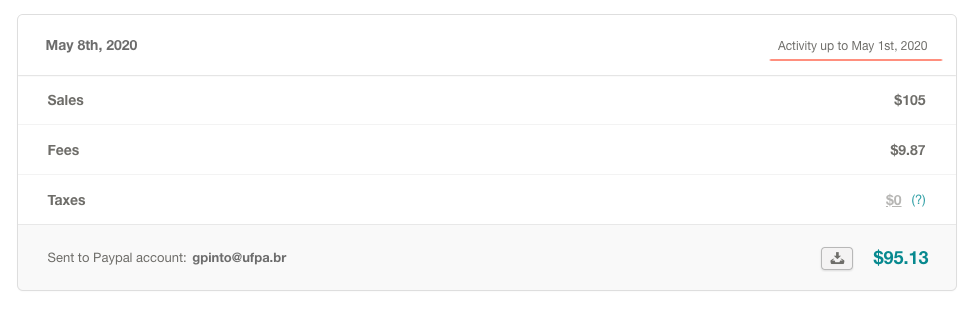 May 8th, 2020 Activity up to May 1st, 2020
Sales $105
Fees $9.87
Taxes $0 (?)
Sent to Paypal account: gpinto@ufpa.br $95.13